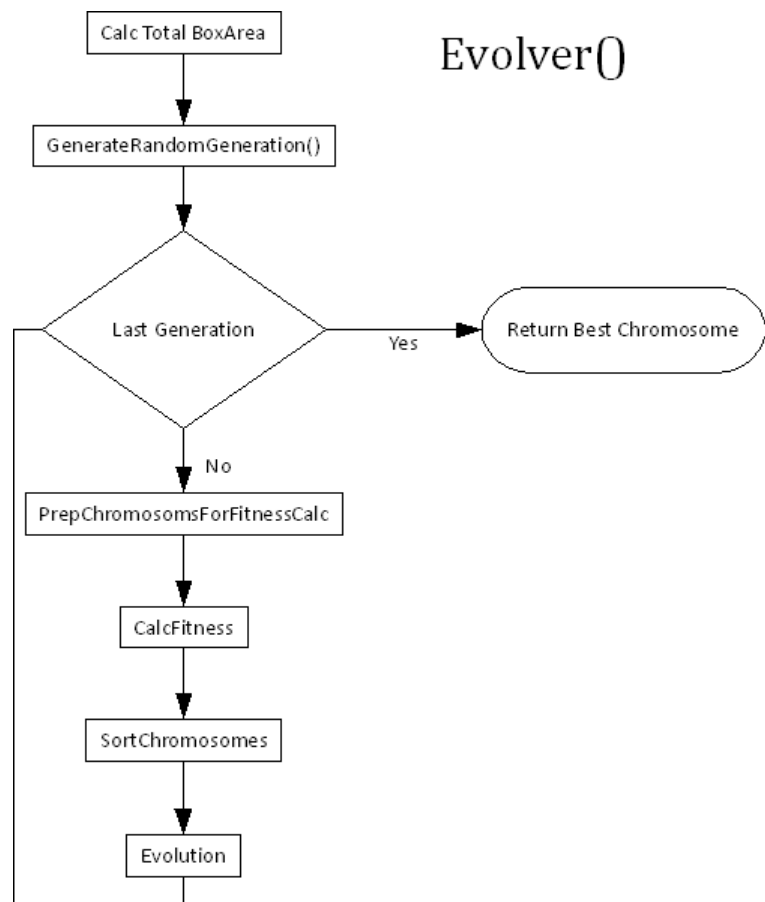 Calc Total BoxArea
Evolver()
GenerateRandomGeneration()
Last Generation
Yes
Return Best Chromosome
No
PrepChromosomsForFitnessCalc
CalcFitness
SortChromosomes
Evolution